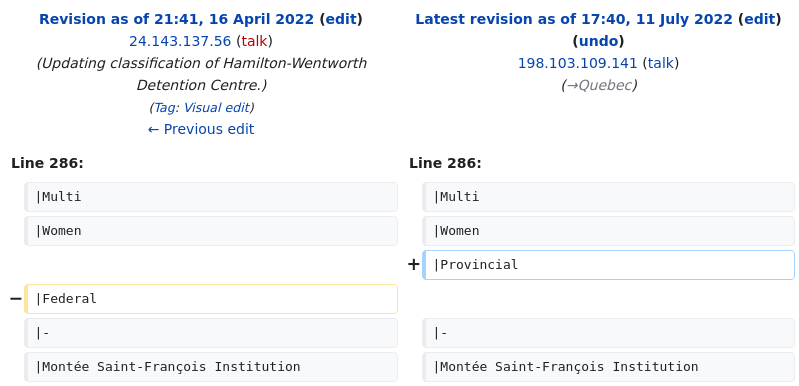 Revision as of 21:41, 16 April 2022 (edit)
24.143.137.56 (talk)
(Updating classification of Hamilton-Wentworth
Detention Centre.)
(Tag: Visual edit)
← Previous edit
Latest revision as of 17:40, 11 July 2022 (edit)
(undo)
198.103.109.141 (talk)
(→Quebec)
Line 286:
Line 286:
|Multi
|Multi
|Women
|Women
+ |Provincial
− |Federal
|-
|-
|Montée Saint-François Institution
|Montée Saint-François Institution